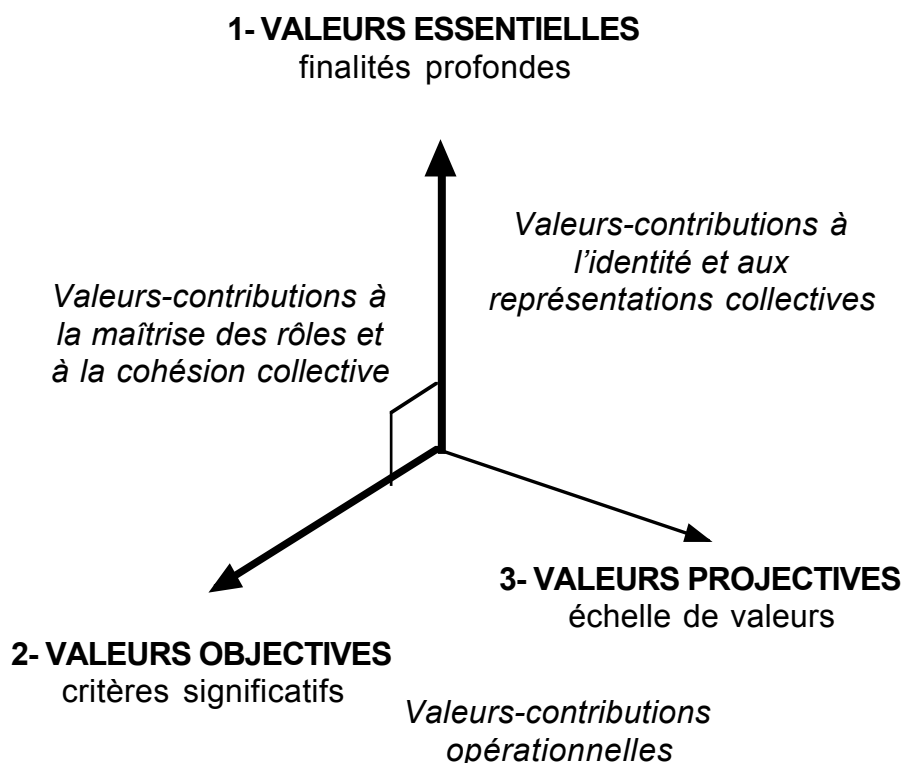 1- VALEURS ESSENTIELLES
finalités profondes
Valeurs-contributions à
l'identité et aux
représentations collectives
Valeurs-contributions à
la maîtrise des rôles et
à la cohésion collective
3- VALEURS PROJECTIVES
échelle de valeurs
2- VALEURS OBJECTIVES
critères significatifs
Valeurs-contributions
opérationnelles